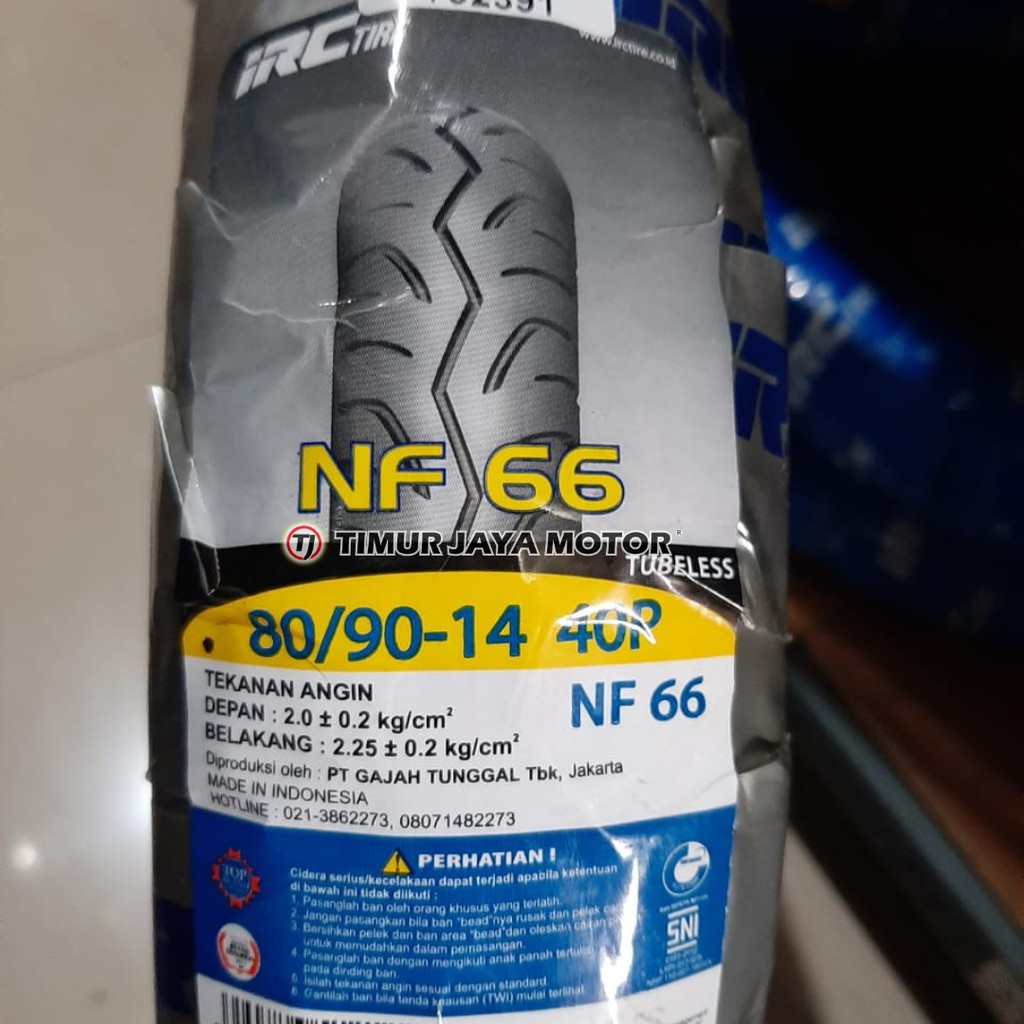 IRC TIRE
www.irctire.co.id
NF 66
TJ TIMUR JAYA MOTOR ®
TUBELESS
80/90-14 40P
TEKANAN ANGIN
DEPAN : 2.0 ± 0.2 kg/cm²
BELAKANG : 2.25 ± 0.2 kg/cm²
NF 66
Diproduksi oleh : PT GAJAH TUNGGAL Tbk, Jakarta
MADE IN INDONESIA
HOTLINE : 021-3862273, 08071482273
PERHATIAN !
Cidera serius/kecelakaan dapat terjadi apabila ketentuan
di bawah ini tidak diikuti :
1. Pasanglah ban oleh orang khusus yang terlatih.
2. Jangan pasangkan bila ban "bead"nya rusak dan pelek
3. Bersihkan pelek dan ban area "bead"dan oleskan
untuk memudahkan dalam pemasangan.
4. Pasanglah ban dengan mengikuti anak panah
pada dinding ban.
5. Isilah tekanan angin sesuai dengan standard.
6. Gantilah ban bila tanda keausan (TWI) mulai terlihat.
TOP
SNI